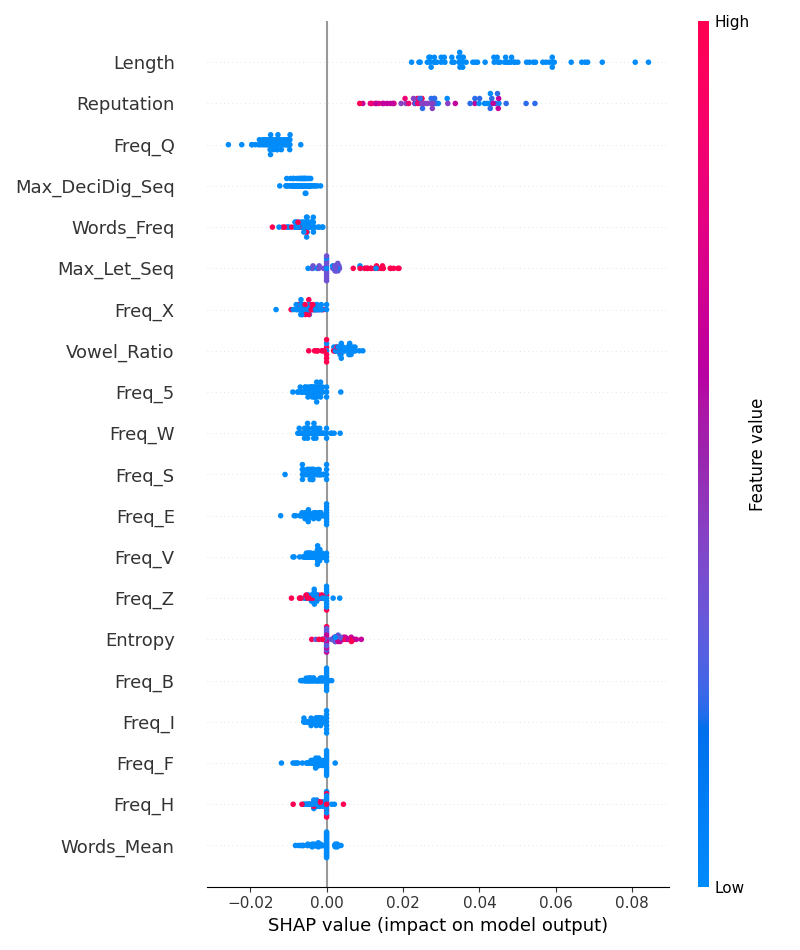 High
Length
Reputation
Freq_Q
Max_DeciDig_Seq
Words_Freq
Max_Let_Seq
Freq_X
Vowel_Ratio
Freq_5
Freq_W
Freq_S
Freq_E
Freq_V
Freq_Z
Entropy
Freq_B
Freq_I
Freq_F
Freq_H
Words_Mean
Feature value
Low
−0.02 0.00 0.02 0.04 0.06 0.08
SHAP value (impact on model output)